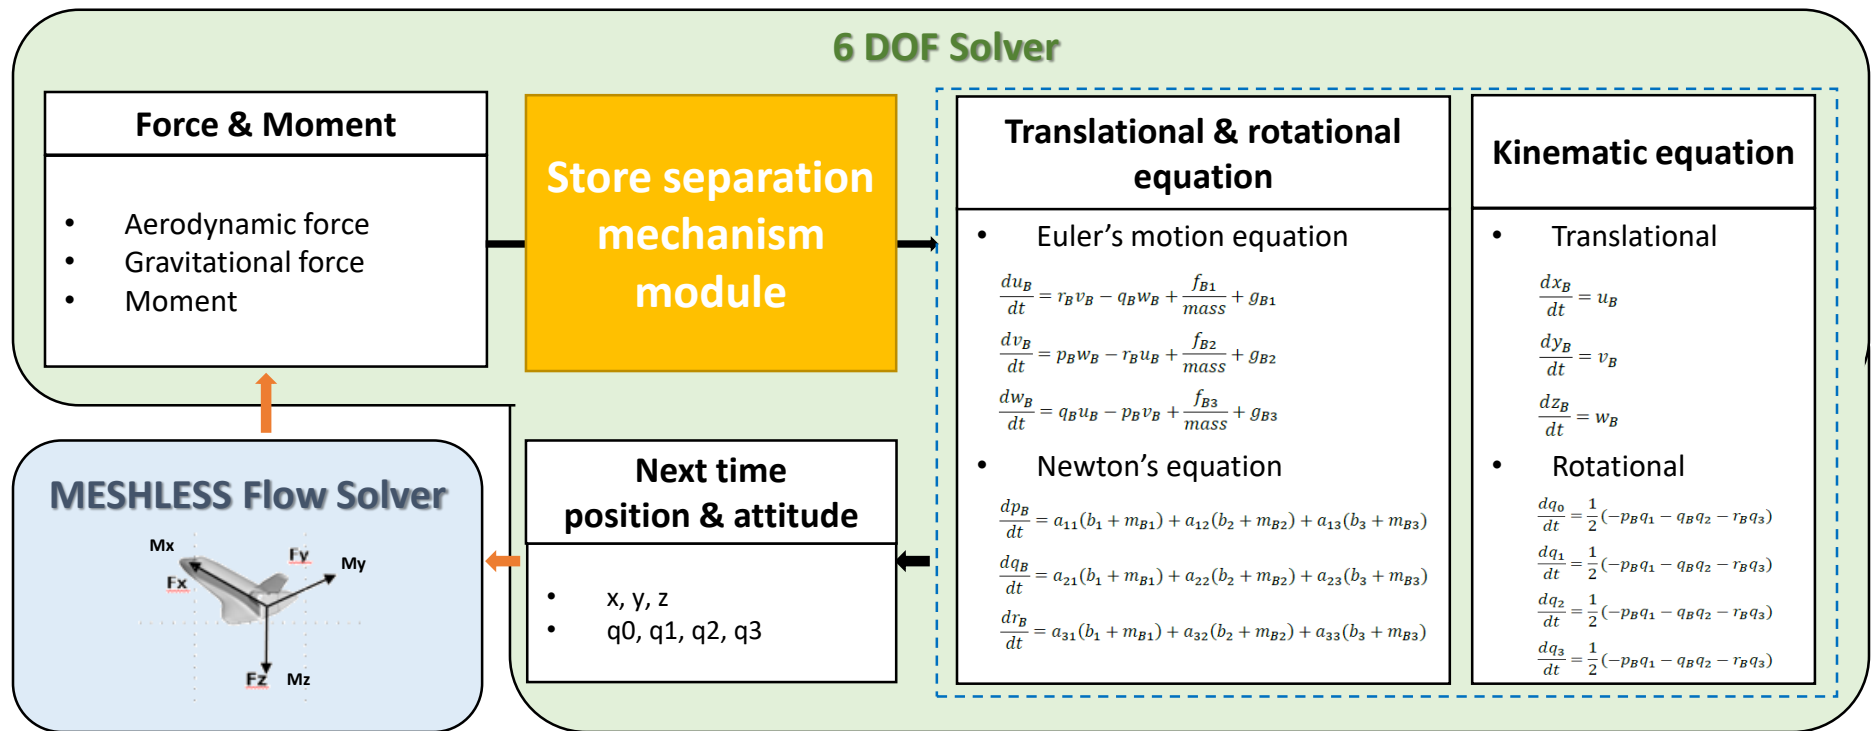 6 DOF Solver
Force & Moment
• Aerodynamic force
• Gravitational force
• Moment
Store separation
mechanism
module
Translational & rotational
equation
• Euler's motion equation
du_B/dt = r_B v_B − q_B w_B + f_B1/mass + g_B1
dv_B/dt = p_B w_B − r_B u_B + f_B2/mass + g_B2
dw_B/dt = q_B u_B − p_B v_B + f_B3/mass + g_B3
• Newton's equation
dp_B/dt = a_11(b_1 + m_B1) + a_12(b_2 + m_B2) + a_13(b_3 + m_B3)
dq_B/dt = a_21(b_1 + m_B1) + a_22(b_2 + m_B2) + a_23(b_3 + m_B3)
dr_B/dt = a_31(b_1 + m_B1) + a_32(b_2 + m_B2) + a_33(b_3 + m_B3)
Kinematic equation
• Translational
dx_B/dt = u_B
dy_B/dt = v_B
dz_B/dt = w_B
• Rotational
dq_0/dt = 1/2 (−p_B q_1 − q_B q_2 − r_B q_3)
dq_1/dt = 1/2 (−p_B q_1 − q_B q_2 − r_B q_3)
dq_2/dt = 1/2 (−p_B q_1 − q_B q_2 − r_B q_3)
dq_3/dt = 1/2 (−p_B q_1 − q_B q_2 − r_B q_3)
Next time
position & attitude
• x, y, z
• q0, q1, q2, q3
MESHLESS Flow Solver
Mx
Fy
My
Fx
Fz Mz